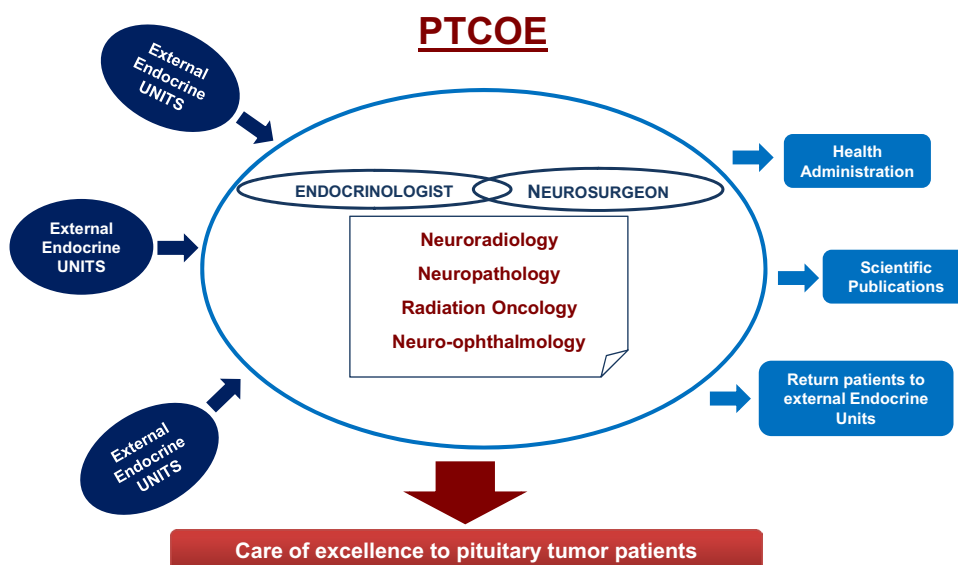 PTCOE
External
Endocrine
UNITS
External
Endocrine
UNITS
External
Endocrine
UNITS
ENDOCRINOLOGIST
NEUROSURGEON
Neuroradiology
Neuropathology
Radiation Oncology
Neuro-ophthalmology
Health
Administration
Scientific
Publications
Return patients to
external Endocrine
Units
Care of excellence to pituitary tumor patients